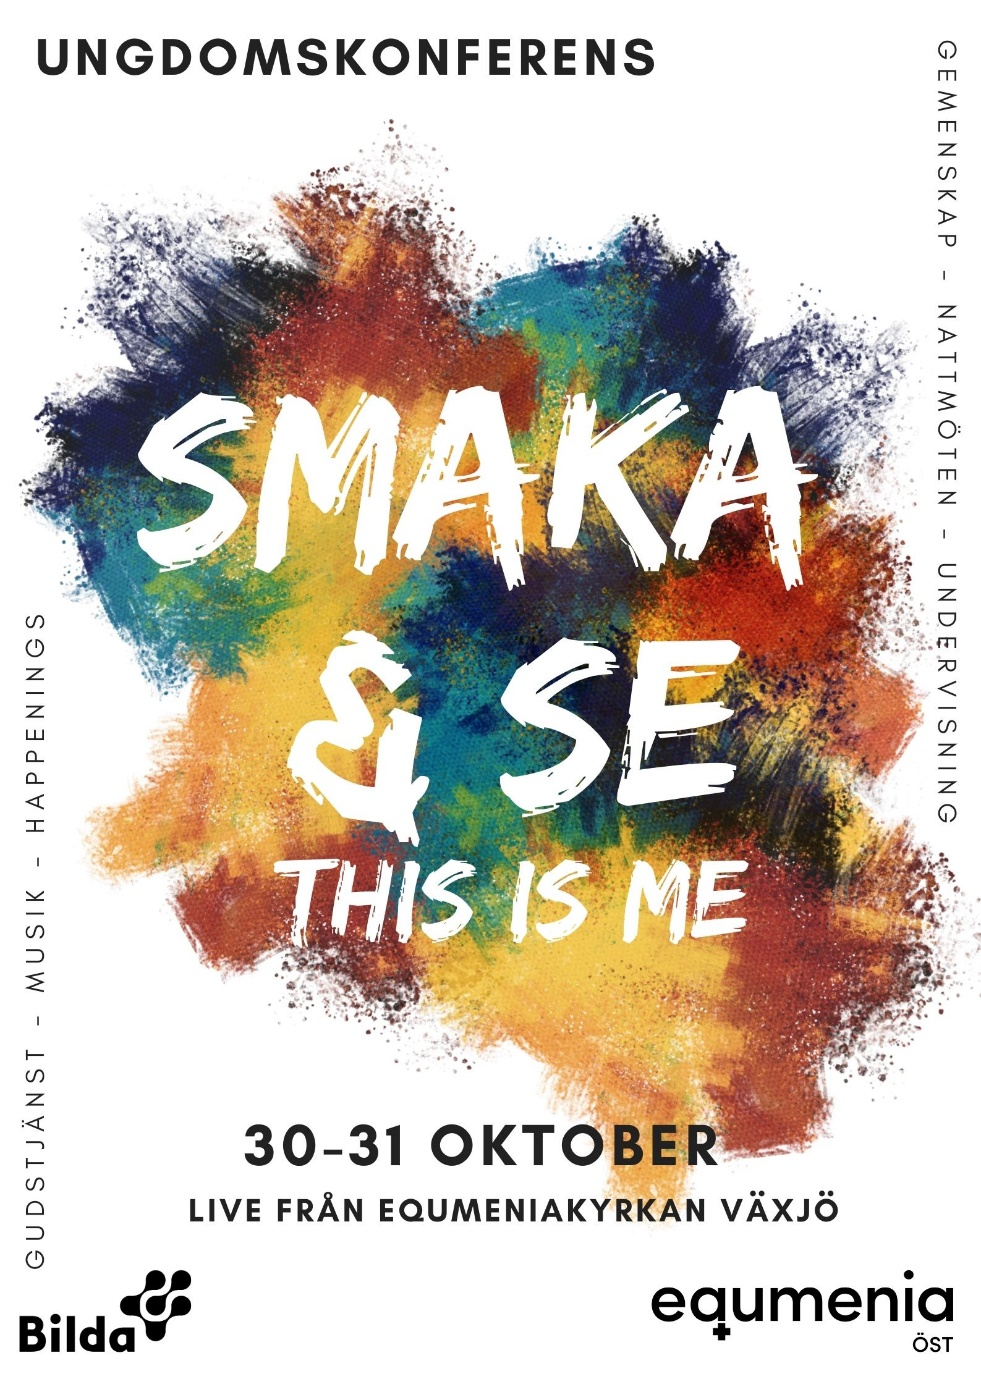 UNGDOMSKONFERENS
GEMENSKAP - NATTMÖTEN - UNDERVISNING
SMAKA
& SE
THIS IS ME
GUDSTJÄNST - MUSIK - HAPPENINGS
30-31 OKTOBER
LIVE FRÅN EQUMENIAKYRKAN VÄXJÖ
Bilda
equmenia
ÖST